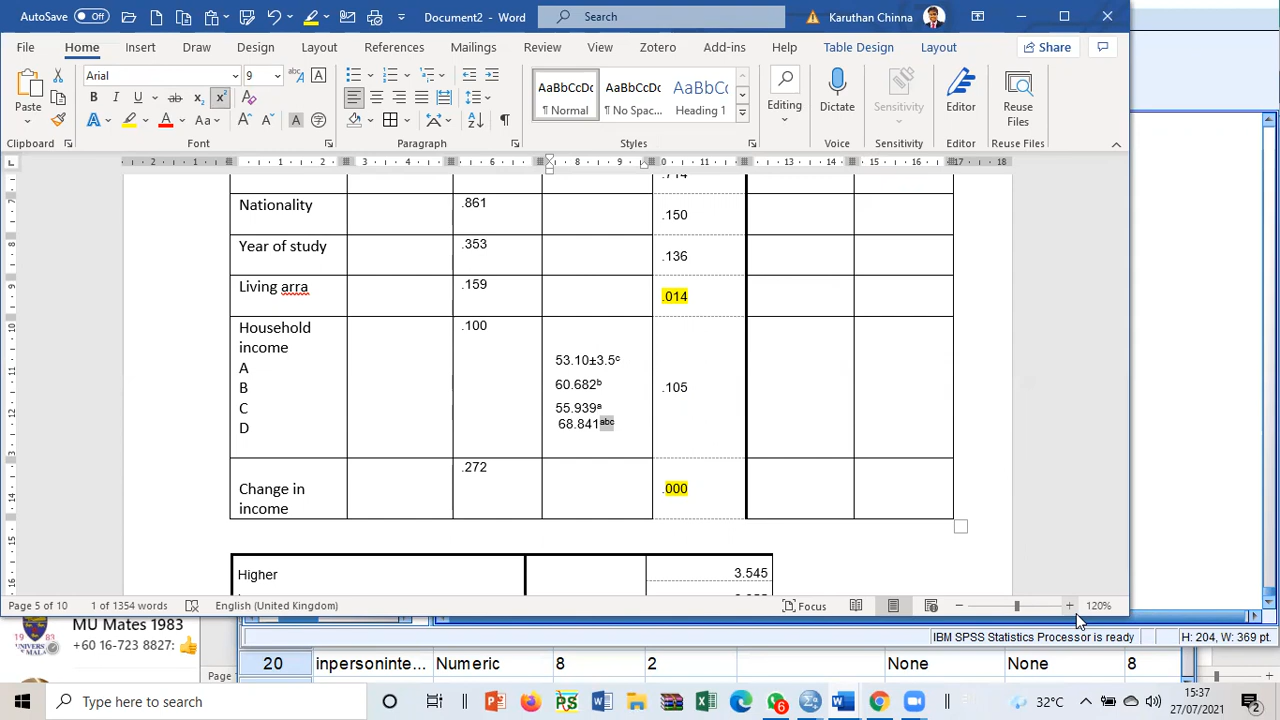 AutoSave Off Document2 - Word Search Karuthan Chinna
File Home Insert Draw Design Layout References Mailings Review View Zotero Add-ins Help Table Design Layout Share
Paste Arial 9 AaBbCcDc AaBbCcDc AaBbCc Editing Dictate Sensitivity Editor Reuse Files
¶ Normal ¶ No Spac... Heading 1
Clipboard Font Paragraph Styles Voice Sensitivity Editor Reuse Files
Nationality .861 .150
Year of study .353 .136
Living arra .159 .014
Household income .100 .105
A 53.10±3.5ᶜ
B 60.682ᵇ
C 55.939ᵃ
D 68.841ᵃᵇᶜ
Change in income .272 .000
Higher 3.545
Page 5 of 10 1 of 1354 words English (United Kingdom) Focus 120%
MU Mates 1983
+60 16-723 8827:
IBM SPSS Statistics Processor is ready H: 204, W: 369 pt.
20 inpersoninte... Numeric 8 2 None None 8
Page
Type here to search 6 32°C 15:37
27/07/2021 2